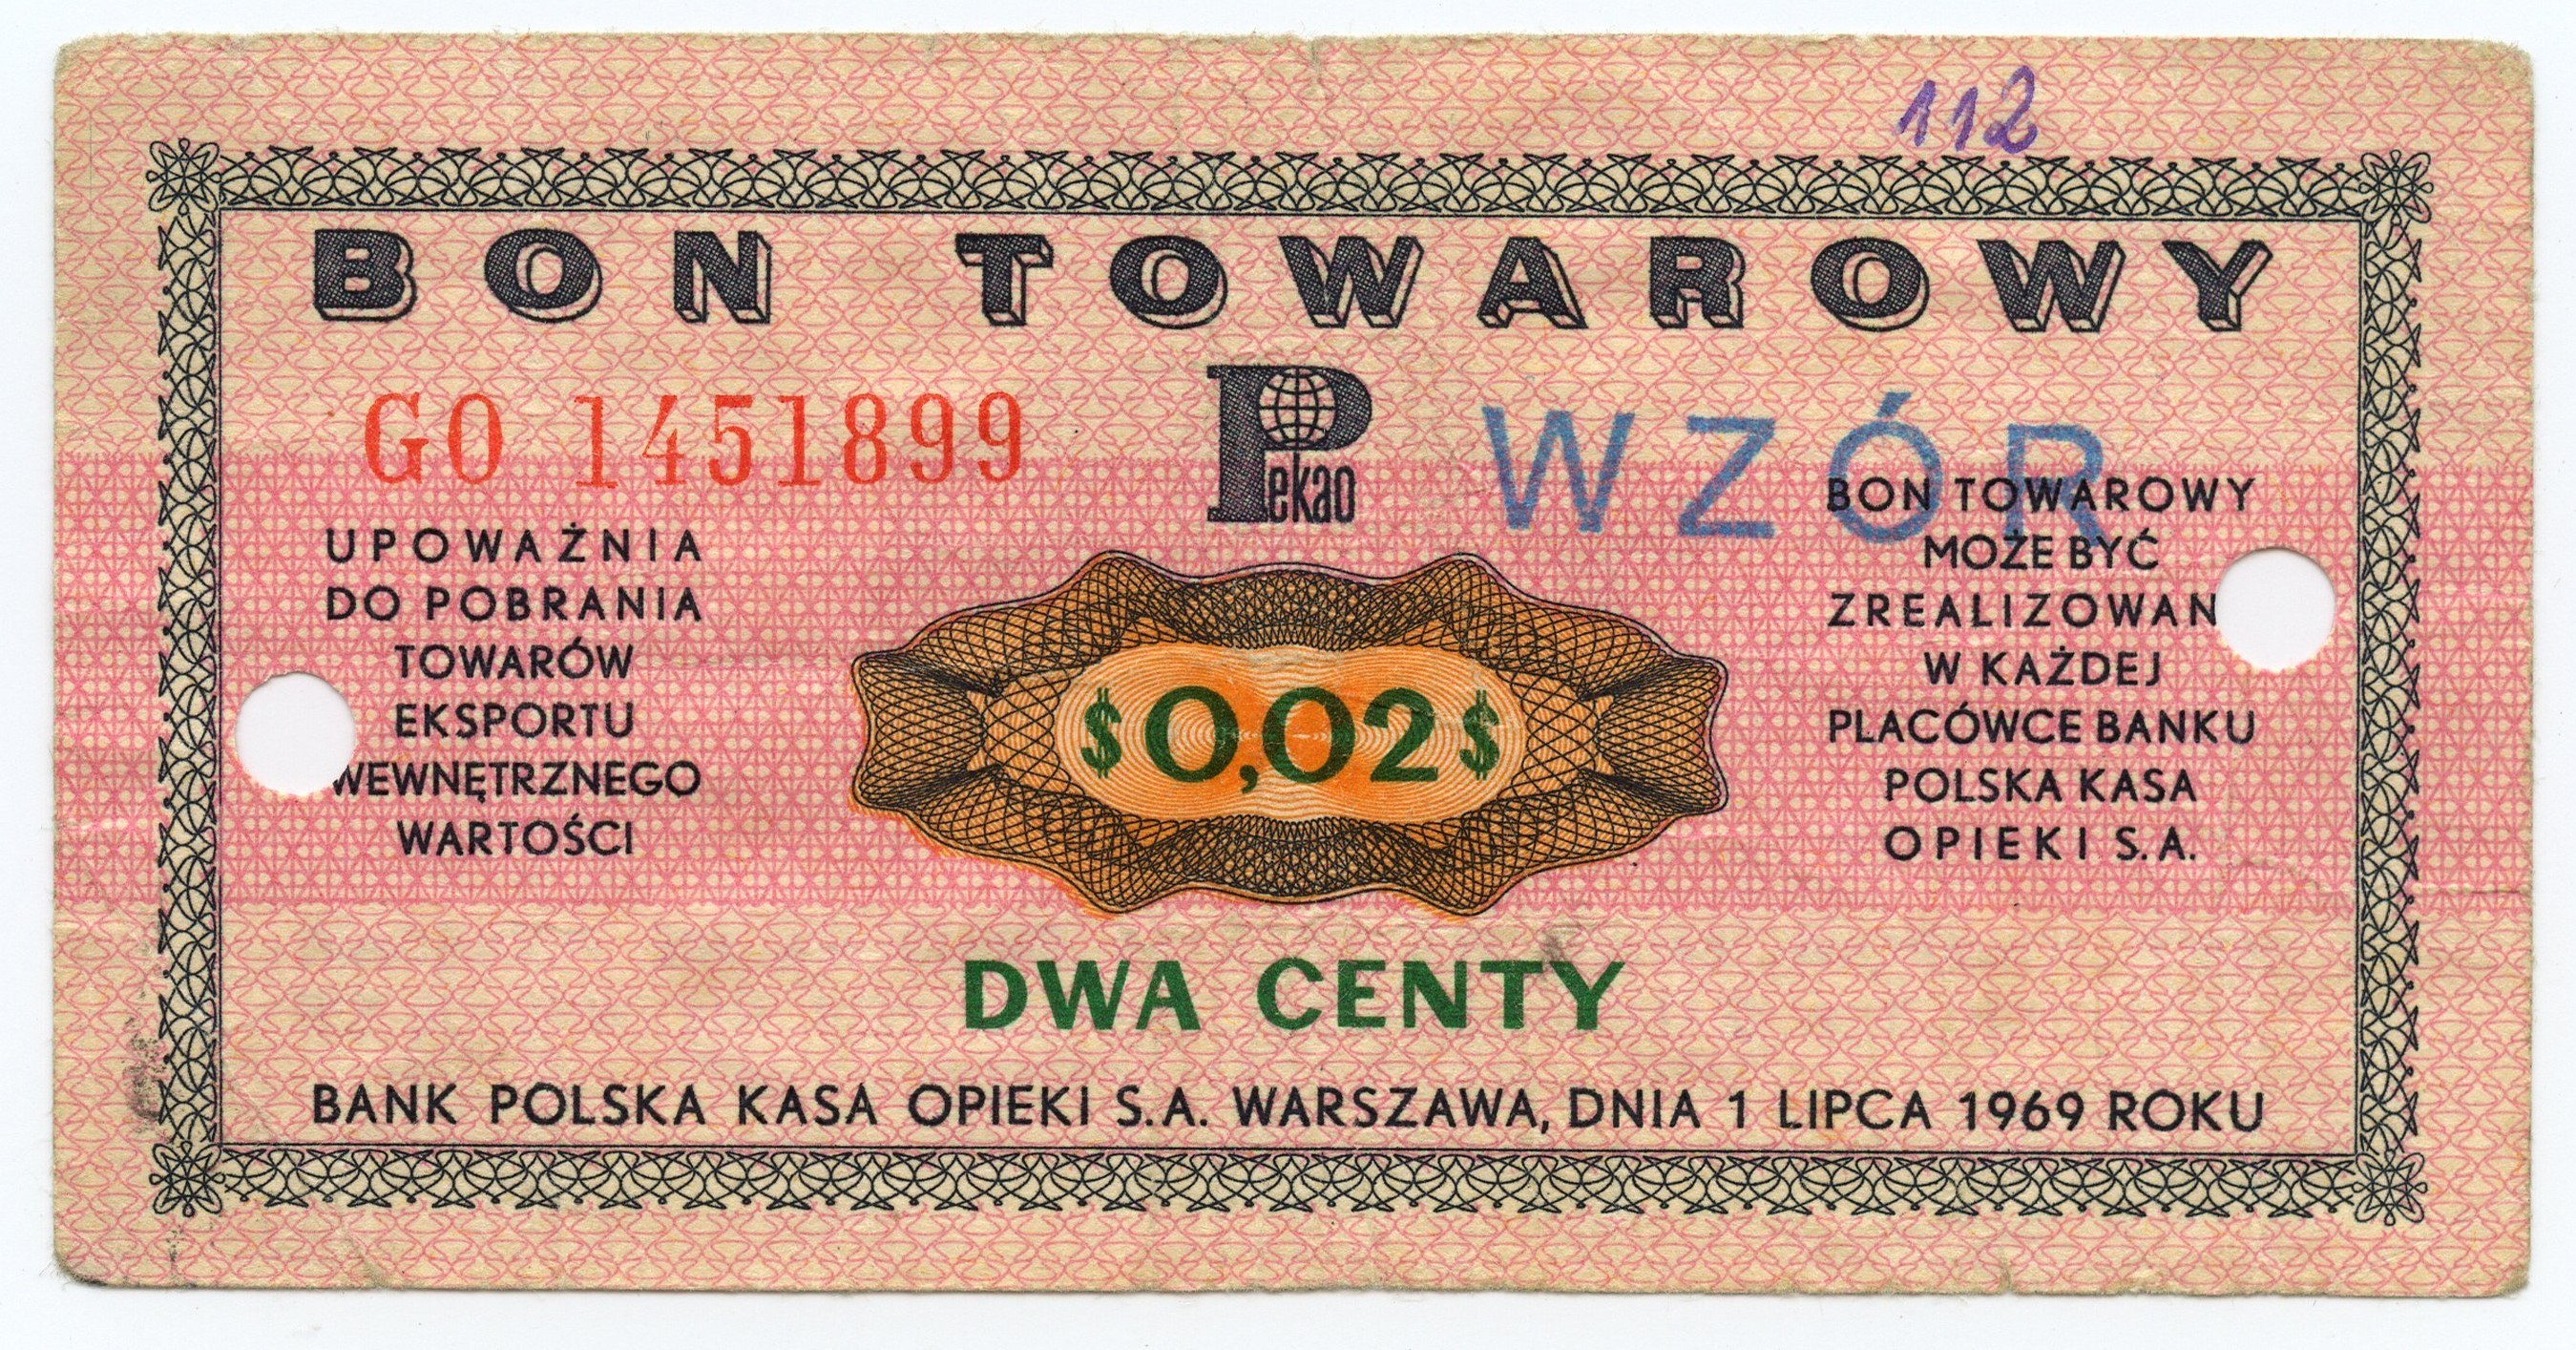 112
BON TOWAROWY
GO 1451899
Pekao
WZÓR
UPOWAŻNIA
DO POBRANIA
TOWARÓW
EKSPORTU
WEWNĘTRZNEGO
WARTOŚCI
$0,02$
BON TOWAROWY
MOŻE BYĆ
ZREALIZOWAN
W KAŻDEJ
PLACÓWCE BANKU
POLSKA KASA
OPIEKI S.A.
DWA CENTY
BANK POLSKA KASA OPIEKI S.A. WARSZAWA, DNIA 1 LIPCA 1969 ROKU